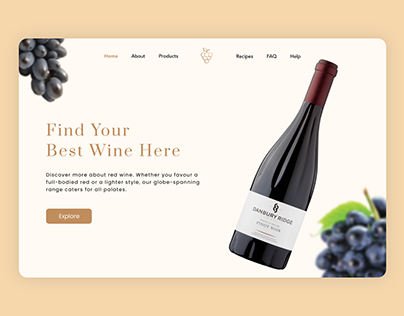 Home About Products Recipes FAQ Help
Find Your
Best Wine Here
Discover more about red wine. Whether you favour a
full-bodied red or a lighter style, our globe-spanning
range caters for all palates.
Explore
DANBURY RIDGE
PINOT NOIR